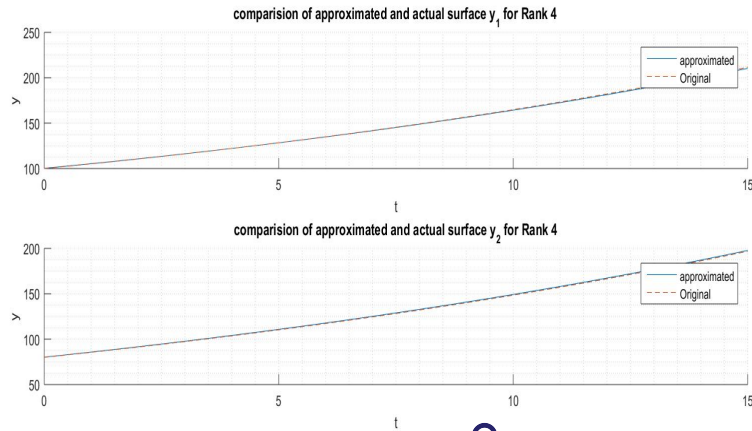 comparision of approximated and actual surface y1 for Rank 4
250
200
150
100
y
approximated
Original
0 5 10 15
t
comparision of approximated and actual surface y2 for Rank 4
200
150
100
50
y
approximated
Original
0 5 10 15
t